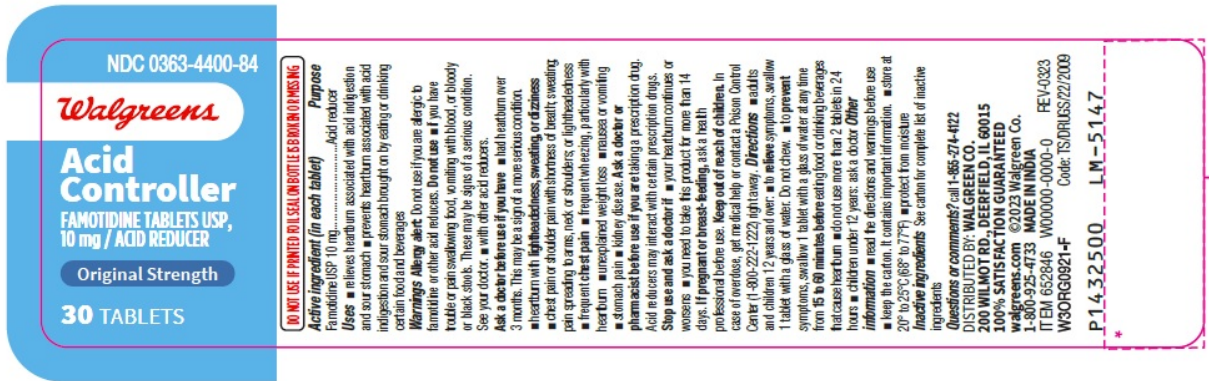 NDC 0363-4400-84
Walgreens
Acid
Controller
FAMOTIDINE TABLETS USP,
10 mg / ACID REDUCER
Original Strength
30 TABLETS
DO NOT USE IF PRINTED FOIL SEAL ON BOTTLE IS BROKEN OR MISSING
Active ingredient (in each tablet) Purpose
Famotidine USP 10 mg..............................Acid reducer
Uses ■ relieves heartburn associated with acid indigestion
and sour stomach ■ prevents heartburn associated with acid
indigestion and sour stomach brought on by eating or drinking
certain food and beverages
Warnings Allergy alert: Do not use if you are allergic to
famotidine or other acid reducers. Do not use ■ if you have
trouble or pain swallowing food, vomiting with blood, or bloody
or black stools. These may be signs of a serious condition.
See your doctor. ■ with other acid reducers.
Ask a doctor before use if you have ■ had heartburn over
3 months. This may be a sign of a more serious condition.
■ heartburn with lightheadedness, sweating, or dizziness
■ chest pain or shoulder pain with shortness of breath; sweating;
pain spreading to arms, neck or shoulders; or lightheadedness
■ frequent chest pain ■ frequent wheezing, particularly with
heartburn ■ unexplained weight loss ■ nausea or vomiting
■ stomach pain ■ kidney disease. Ask a doctor or
pharmacist before use if you are taking a prescription drug.
Acid reducers may interact with certain prescription drugs.
Stop use and ask a doctor if ■ your heartburn continues or
worsens ■ you need to take this product for more than 14
days. If pregnant or breast-feeding, ask a health
professional before use. Keep out of reach of children. In
case of overdose, get medical help or contact a Poison Control
Center (1-800-222-1222) right away. Directions ■ adults
and children 12 years and over: ■ to relieve symptoms, swallow
1 tablet with a glass of water. Do not chew. ■ to prevent
symptoms, swallow 1 tablet with a glass of water at any time
from 15 to 60 minutes before eating food or drinking beverages
that cause heartburn ■ do not use more than 2 tablets in 24
hours ■ children under 12 years: ask a doctor Other
information ■ read the directions and warnings before use
■ keep the carton. It contains important information. ■ store at
20° to 25°C (68° to 77°F) ■ protect from moisture
Inactive ingredients See carton for complete list of inactive
ingredients
Questions or comments? call 1-866-274-4122
DISTRIBUTED BY: WALGREEN CO.
200 WILMOT RD., DEERFIELD, IL 60015
100% SATISFACTION GUARANTEED
walgreens.com ©2023 Walgreen Co.
1-800-925-4733 MADE IN INDIA
ITEM 652846 W00000-0000-0 REV-0323
W3ORG0921-F Code: TS/DRUGS/22/2009
P1432500 LM-5147
*